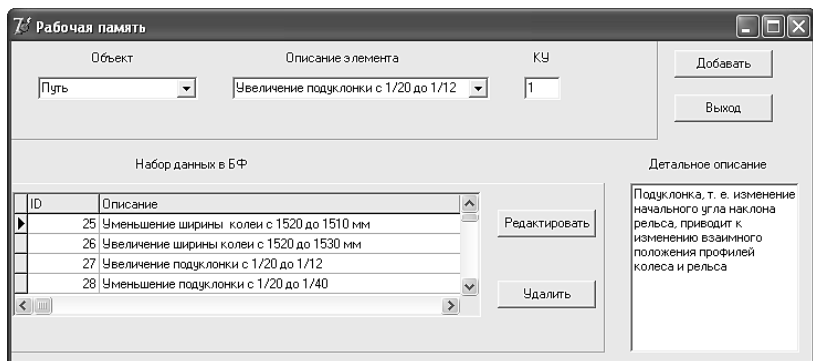 Рабочая память
Объект Описание элемента КУ
Путь Увеличение подуклонки с 1/20 до 1/12 1
Добавать
Выход
Набор данных в БФ
ID Описание
25 Уменьшение ширины колеи с 1520 до 1510 мм
26 Увеличение ширины колеи с 1520 до 1530 мм
27 Увеличение подуклонки с 1/20 до 1/12
28 Уменьшение подуклонки с 1/20 до 1/40
Редактировать
Удалить
Детальное описание
Подуклонка, т. е. изменение
начального угла наклона
рельса, приводит к
изменению взаимного
положения профилей
колеса и рельса